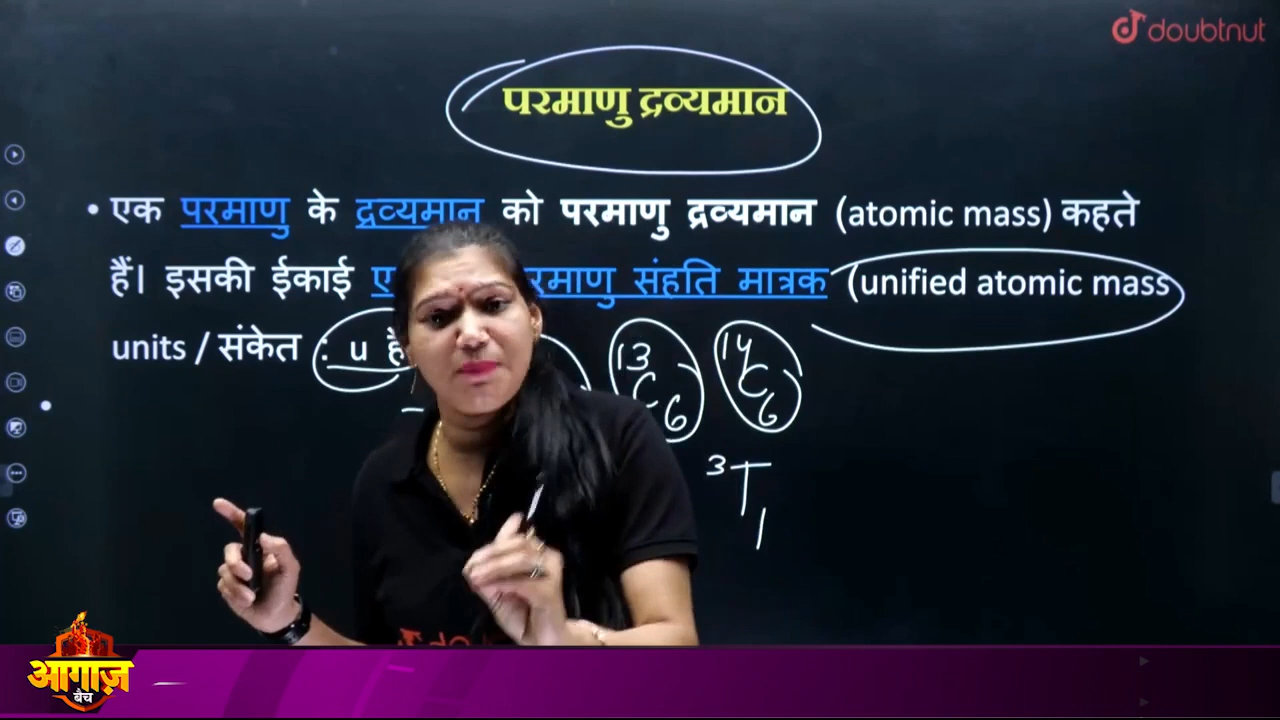 doubtnut
परमाणु द्रव्यमान
• एक परमाणु के द्रव्यमान को परमाणु द्रव्यमान (atomic mass) कहते
हैं। इसकी ईकाई परमाणु संहति मात्रक (unified atomic mass
units / संकेत : u है
13 C 6 14 C 6
3 T 1
आगाज़
बैच